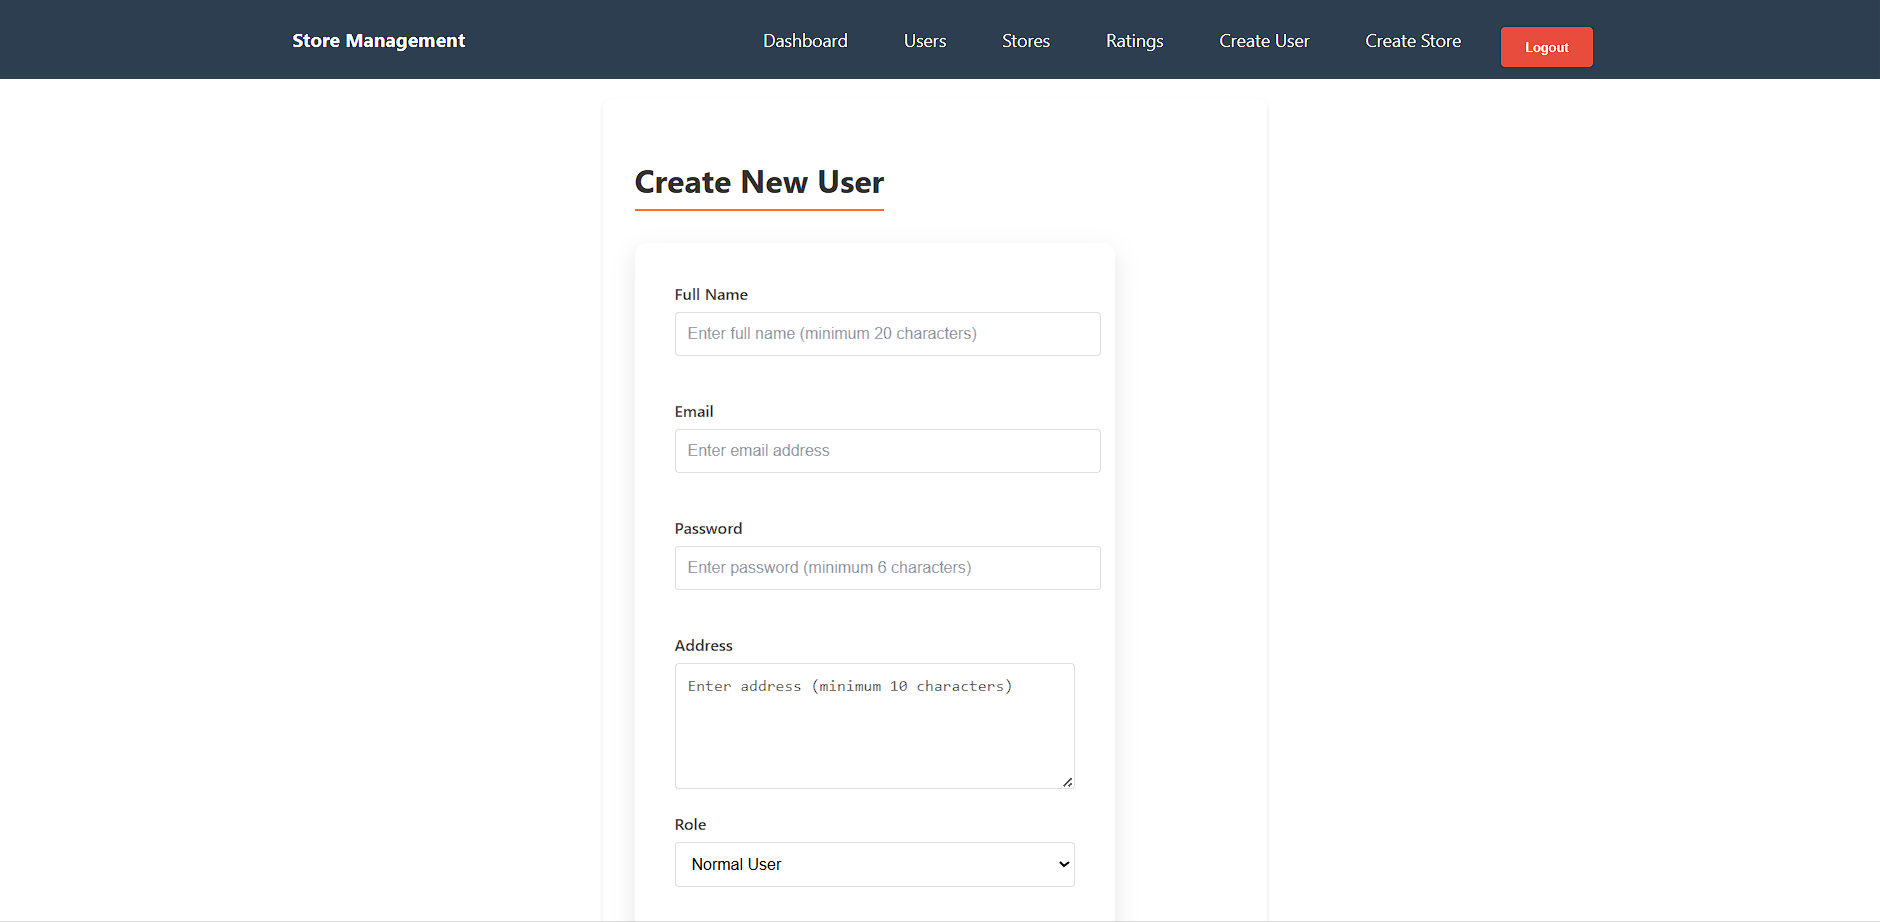 Store Management
Dashboard
Users
Stores
Ratings
Create User
Create Store
Logout
Create New User
Full Name
Enter full name (minimum 20 characters)
Email
Enter email address
Password
Enter password (minimum 6 characters)
Address
Enter address (minimum 10 characters)
Role
Normal User